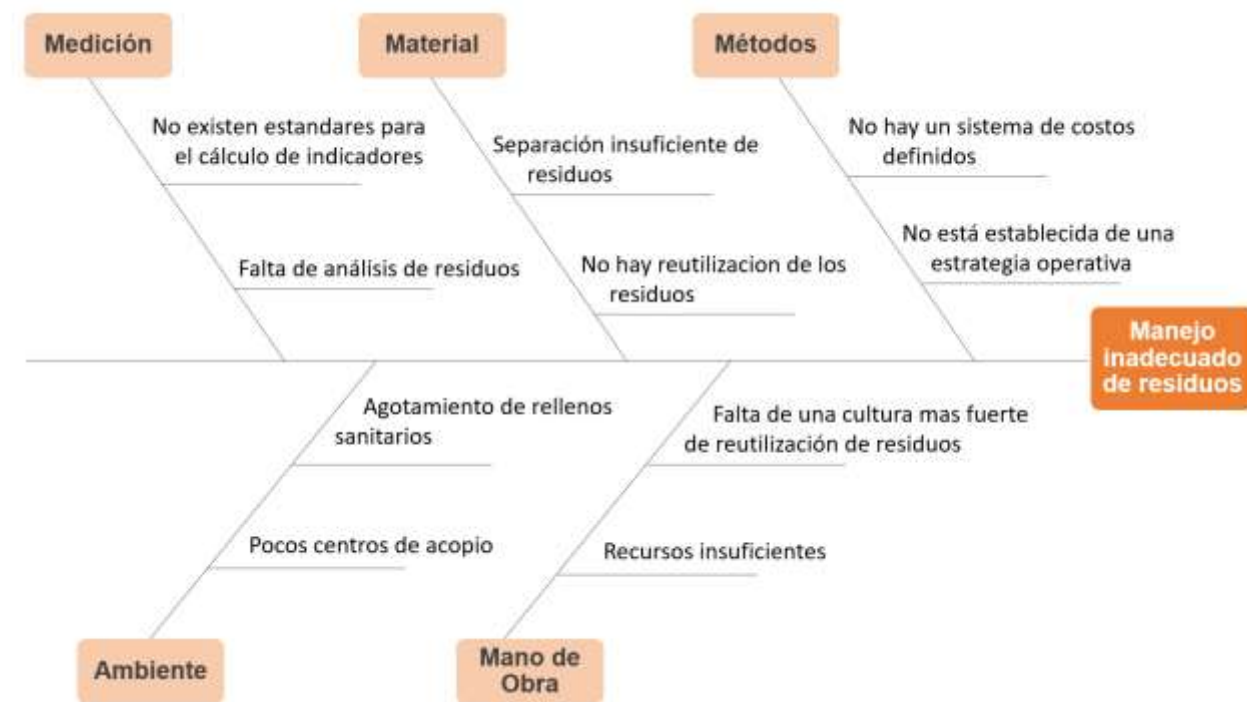 Medición
Material
Métodos
No existen estandares para
el cálculo de indicadores
Falta de análisis de residuos
Separación insuficiente de
residuos
No hay reutilizacion de los
residuos
No hay un sistema de costos
definidos
No está establecida de una
estrategia operativa
Manejo
inadecuado
de residuos
Agotamiento de rellenos
sanitarios
Pocos centros de acopio
Falta de una cultura mas fuerte
de reutilización de residuos
Recursos insuficientes
Ambiente
Mano de
Obra